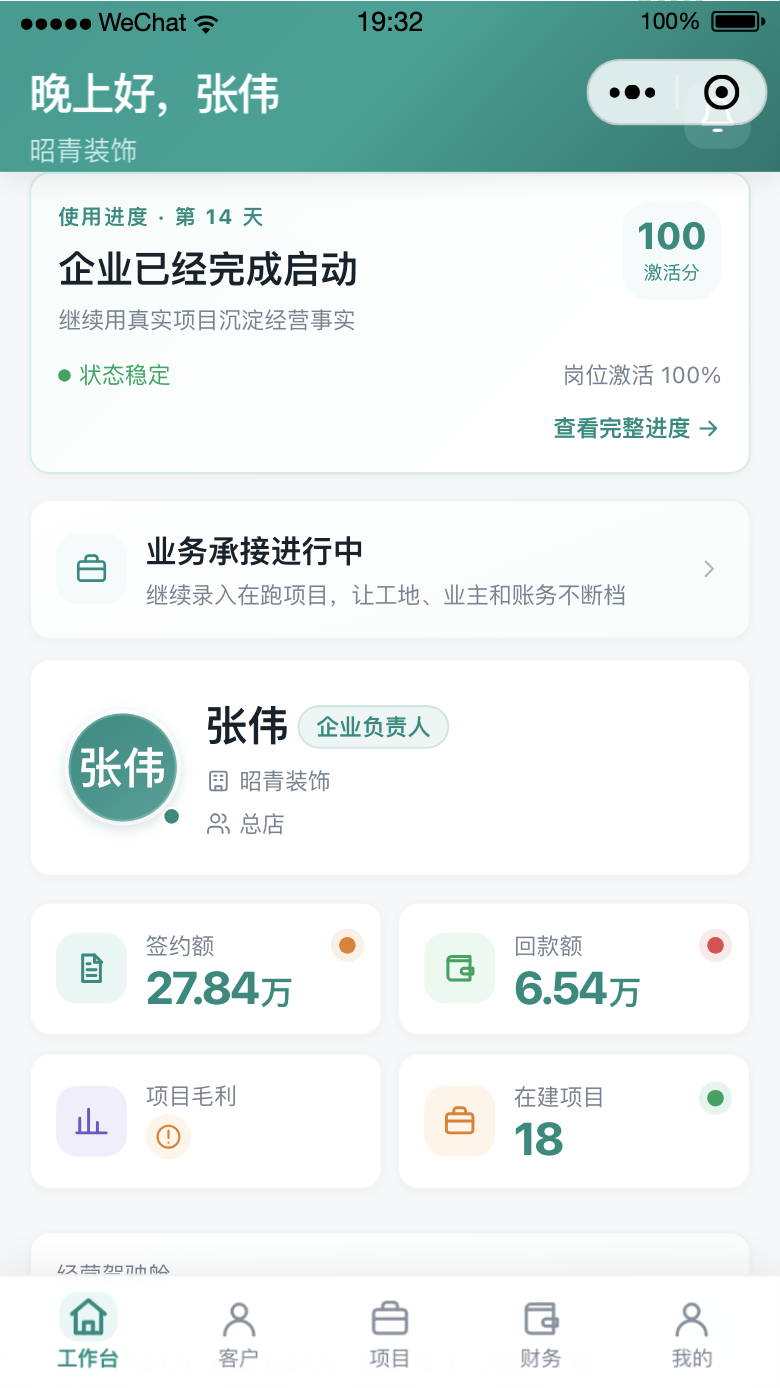 ●●●●● WeChat 19:32 100%
晚上好，张伟
昭青装饰
使用进度 · 第 14 天
100
激活分
企业已经完成启动
继续用真实项目沉淀经营事实
状态稳定
岗位激活 100%
查看完整进度 →
业务承接进行中
继续录入在跑项目，让工地、业主和账务不断档
张伟
张伟 企业负责人
昭青装饰
总店
签约额
27.84万
回款额
6.54万
项目毛利
在建项目
18
经营驾驶舱
工作台 客户 项目 财务 我的